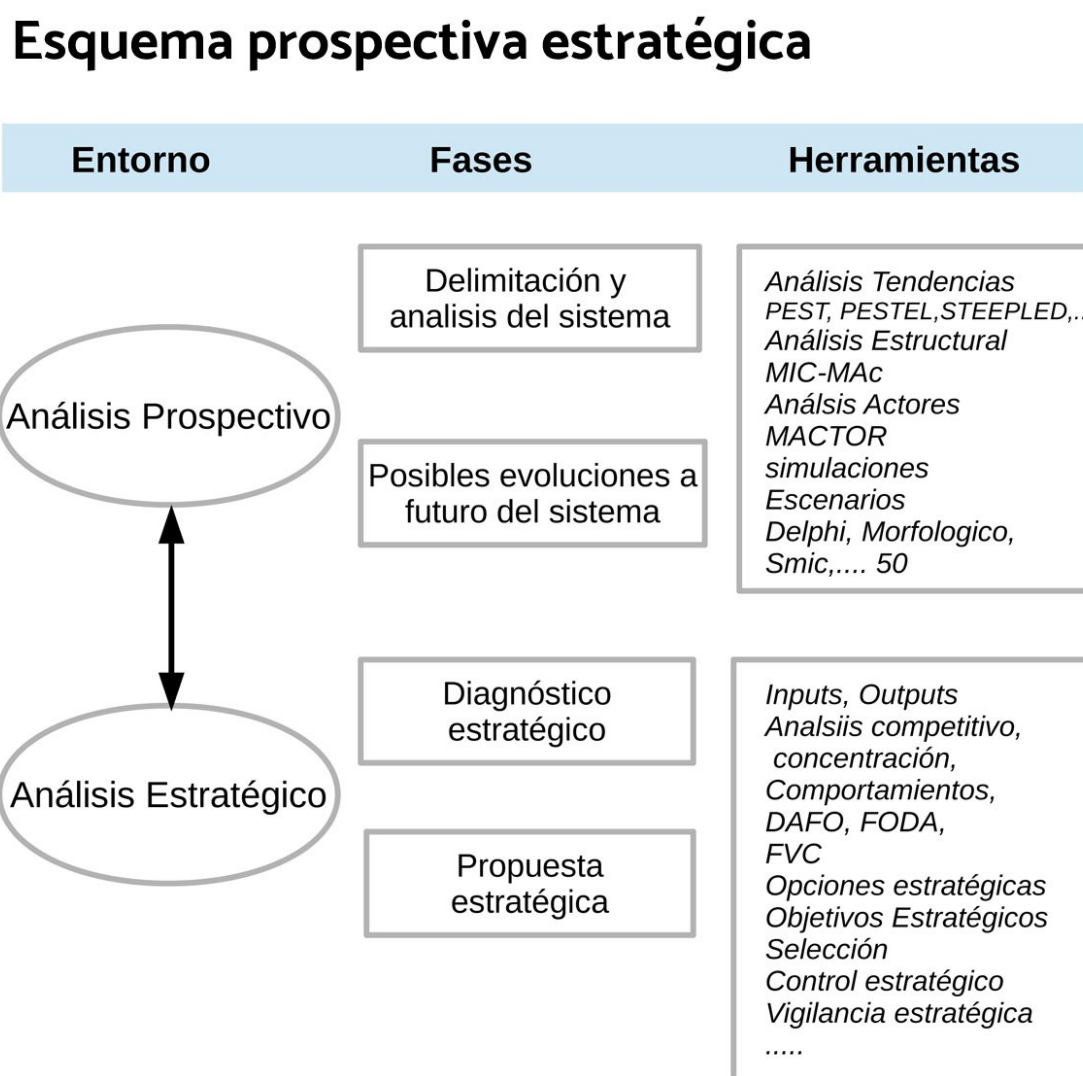 Esquema prospectiva estratégica
Entorno
Fases
Herramientas
Análisis Prospectivo
Delimitación y
analisis del sistema
Posibles evoluciones a
futuro del sistema
Análisis Tendencias
PEST, PESTEL,STEEPLED,..
Análisis Estructural
MIC-MAc
Análsis Actores
MACTOR
simulaciones
Escenarios
Delphi, Morfologico,
Smic,.... 50
Análisis Estratégico
Diagnóstico
estratégico
Propuesta
estratégica
Inputs, Outputs
Analsiis competitivo,
concentración,
Comportamientos,
DAFO, FODA,
FVC
Opciones estratégicas
Objetivos Estratégicos
Selección
Control estratégico
Vigilancia estratégica
.....